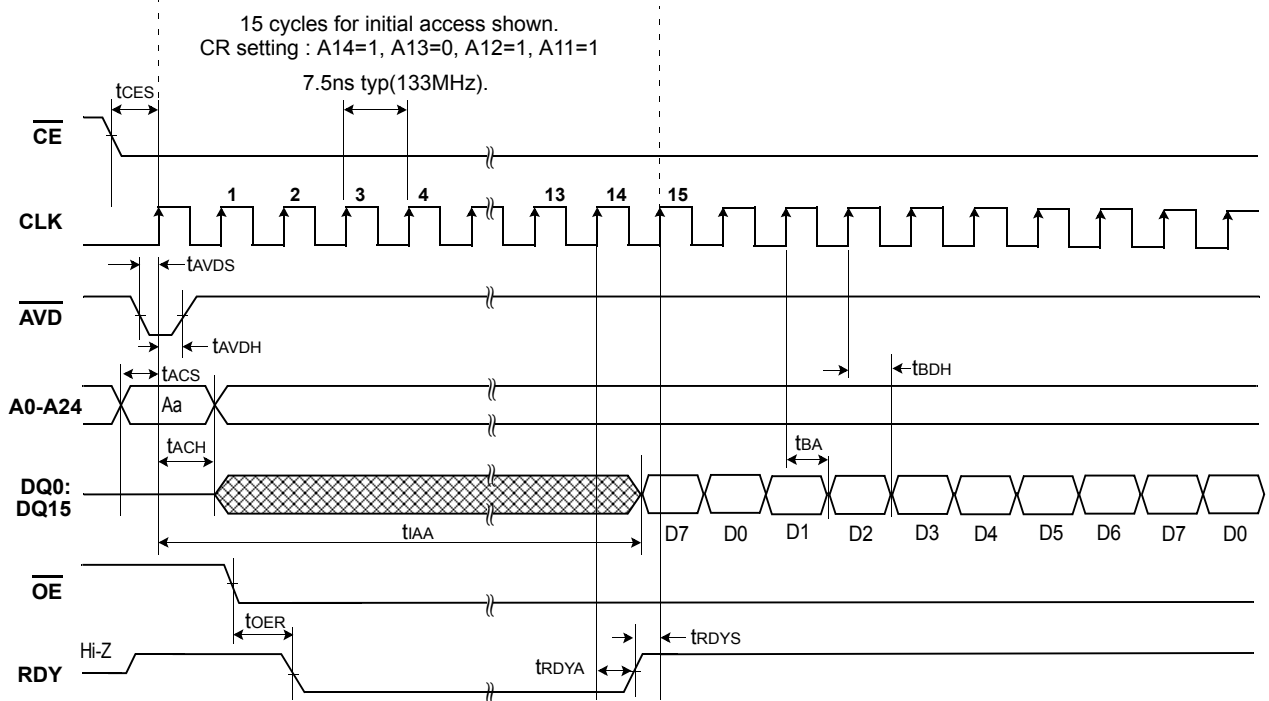 15 cycles for initial access shown.
CR setting : A14=1, A13=0, A12=1, A11=1
7.5ns typ(133MHz).
tCES
CE
CLK
1 2 3 4 13 14 15
tAVDS
AVD
tAVDH
tACS
tBDH
A0-A24
Aa
tACH
tBA
DQ0:
DQ15
tIAA
D7 D0 D1 D2 D3 D4 D5 D6 D7 D0
OE
tOER
tRDYS
Hi-Z
RDY
tRDYA